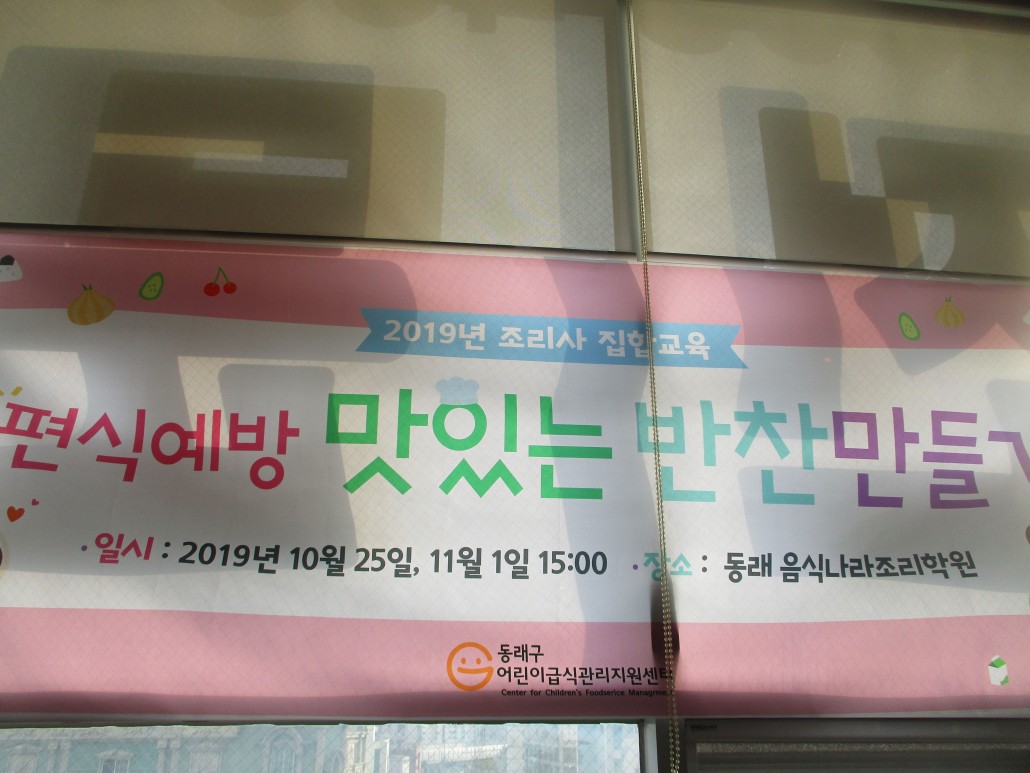 2019년 조리사 집합교육
편식예방 맛있는 반찬만들기
·일시 : 2019년 10월 25일, 11월 1일 15:00 ·장소 : 동래 음식나라조리학원
동래구
어린이급식관리지원센터
Center for Children's Foodserice Managment